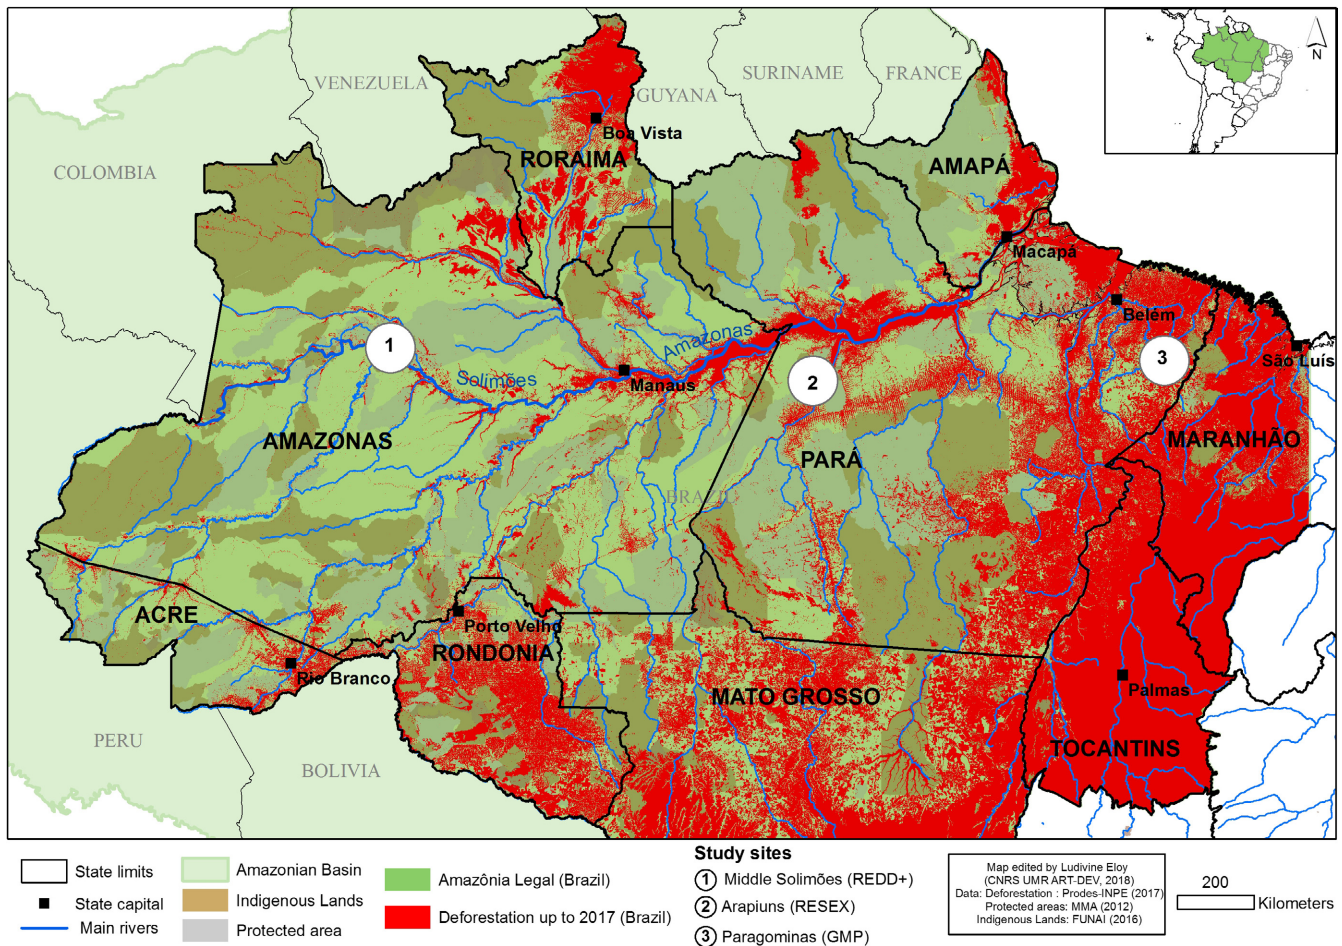 N
VENEZUELA
SURINAME
FRANCE
GUYANA
COLOMBIA
Boa Vista
RORAIMA
AMAPÁ
Macapá
Belém
Amazonas
São Luís
1
2
3
Solimões
Manaus
AMAZONAS
PARÁ
MARANHÃO
BRAZIL
ACRE
Porto Velho
RONDONIA
Rio Branco
MATO GROSSO
Palmas
TOCANTINS
PERU
BOLIVIA
State limits
State capital
Main rivers
Amazonian Basin
Indigenous Lands
Protected area
Amazônia Legal (Brazil)
Deforestation up to 2017 (Brazil)
Study sites
1 Middle Solimões (REDD+)
2 Arapiuns (RESEX)
3 Paragominas (GMP)
Map edited by Ludivine Eloy
(CNRS UMR ART-DEV, 2018)
Data: Deforestation : Prodes-INPE (2017)
Protected areas: MMA (2012)
Indigenous Lands: FUNAI (2016)
200
Kilometers